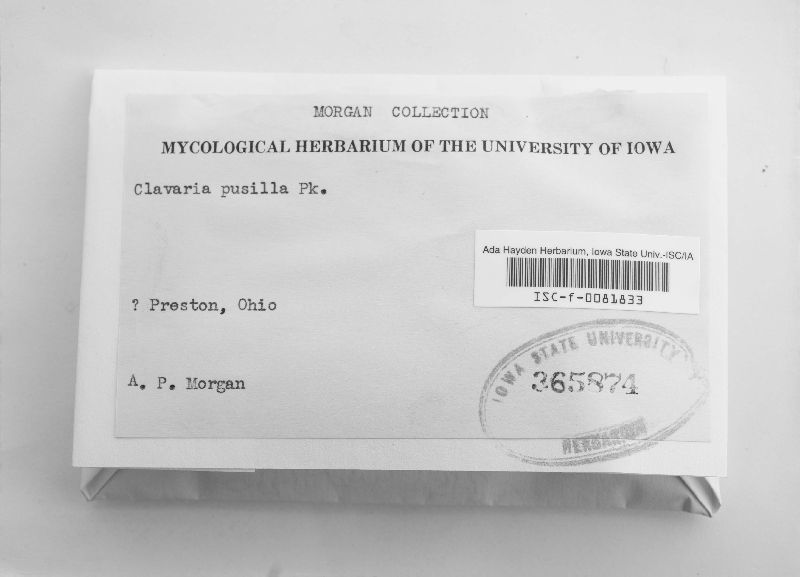 MORGAN COLLECTION
MYCOLOGICAL HERBARIUM OF THE UNIVERSITY OF IOWA
Clavaria pusilla Pk.
Ada Hayden Herbarium, Iowa State Univ.-ISC/IA
ISC-f-0081833
? Preston, Ohio
IOWA STATE UNIVERSITY
365874
HERBARIUM
A. P. Morgan